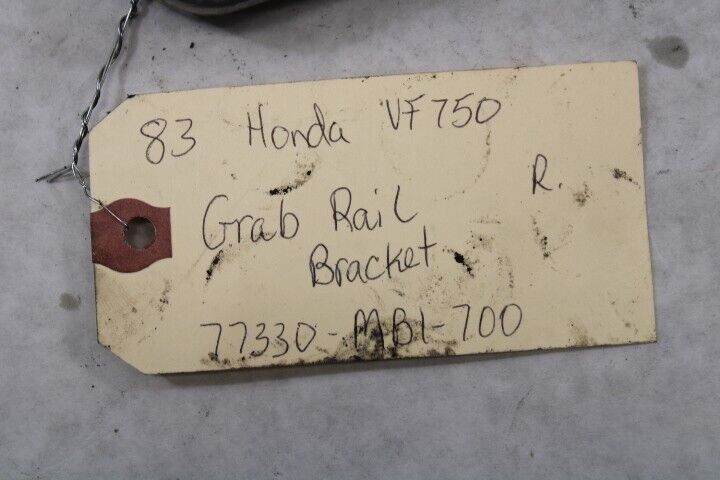 83 Honda VF750
R.
Grab Rail
Bracket
77330-MB1-700